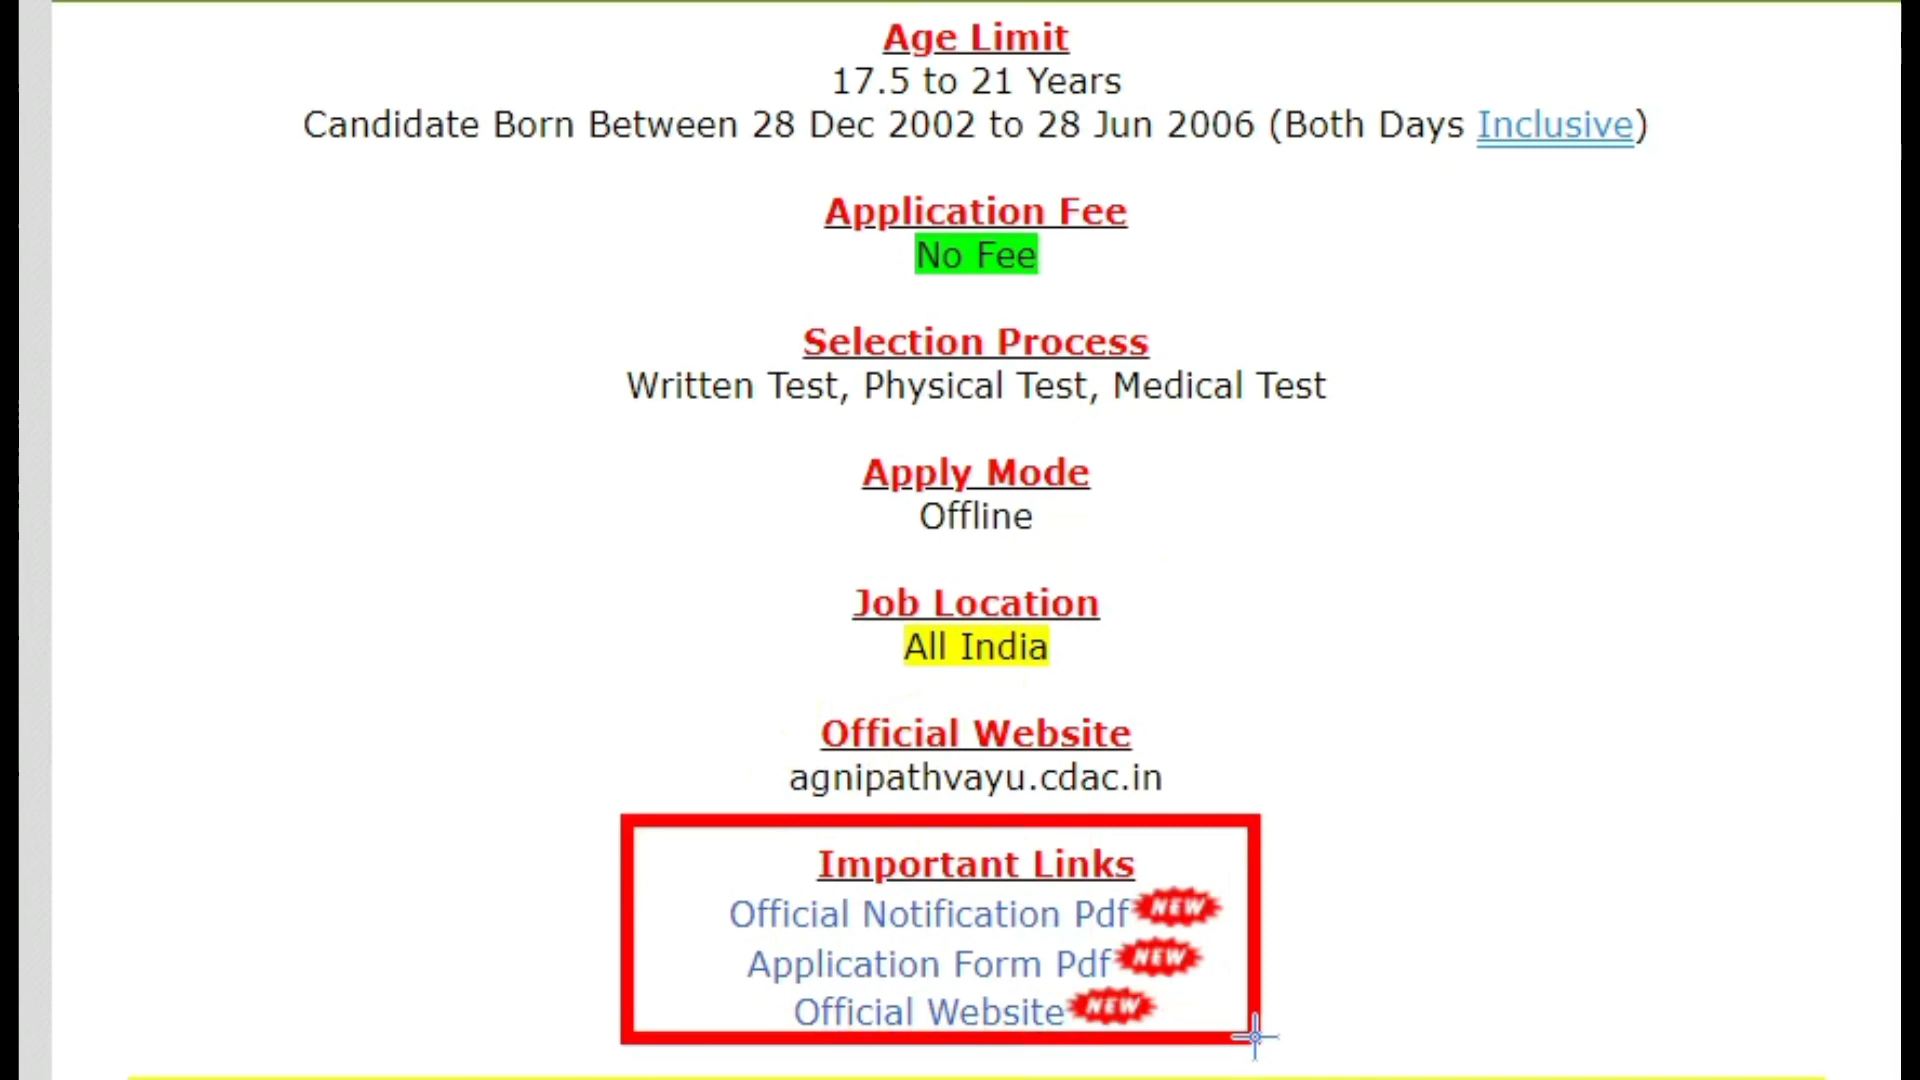 Age Limit
17.5 to 21 Years
Candidate Born Between 28 Dec 2002 to 28 Jun 2006 (Both Days Inclusive)
Application Fee
No Fee
Selection Process
Written Test, Physical Test, Medical Test
Apply Mode
Offline
Job Location
All India
Official Website
agnipathvayu.cdac.in
Important Links
Official Notification Pdf NEW
Application Form Pdf NEW
Official Website NEW